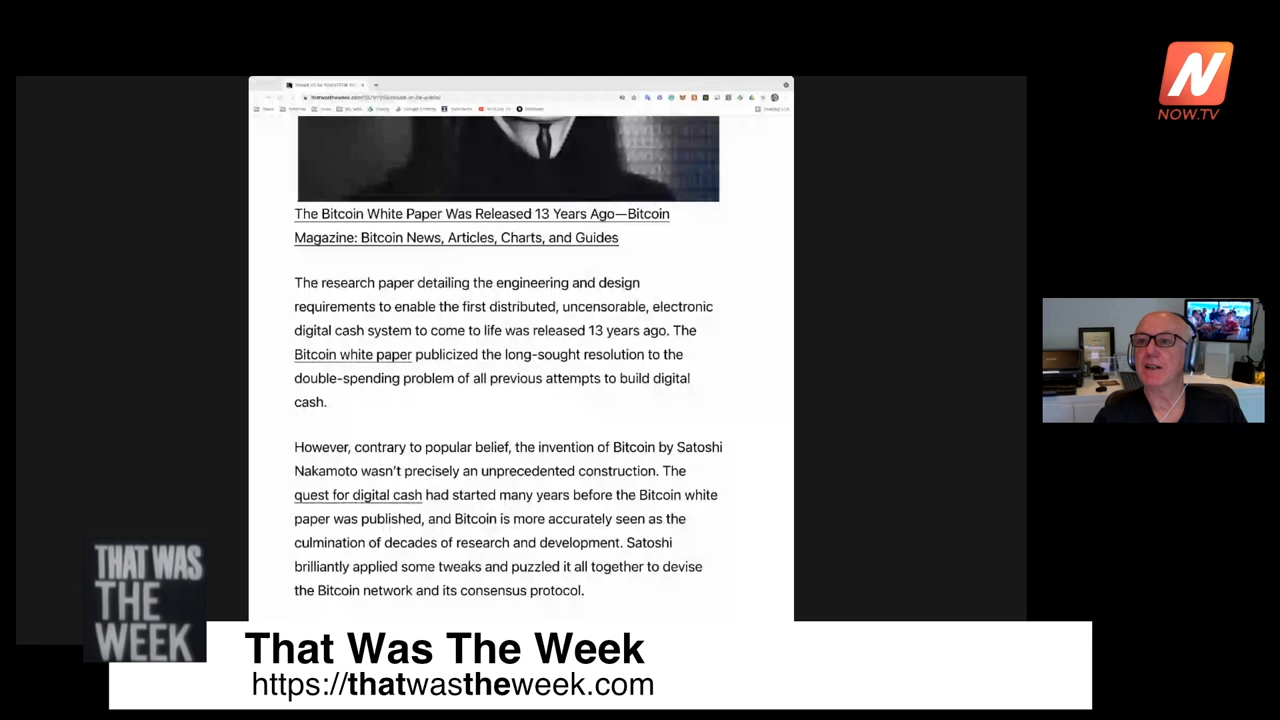 NOW.TV
thatwastheweek.com
The Bitcoin White Paper Was Released 13 Years Ago—Bitcoin
Magazine: Bitcoin News, Articles, Charts, and Guides
The research paper detailing the engineering and design
requirements to enable the first distributed, uncensorable, electronic
digital cash system to come to life was released 13 years ago. The
Bitcoin white paper publicized the long-sought resolution to the
double-spending problem of all previous attempts to build digital
cash.
However, contrary to popular belief, the invention of Bitcoin by Satoshi
Nakamoto wasn't precisely an unprecedented construction. The
quest for digital cash had started many years before the Bitcoin white
paper was published, and Bitcoin is more accurately seen as the
culmination of decades of research and development. Satoshi
brilliantly applied some tweaks and puzzled it all together to devise
the Bitcoin network and its consensus protocol.
THAT WAS
THE
WEEK
That Was The Week
https://thatwastheweek.com